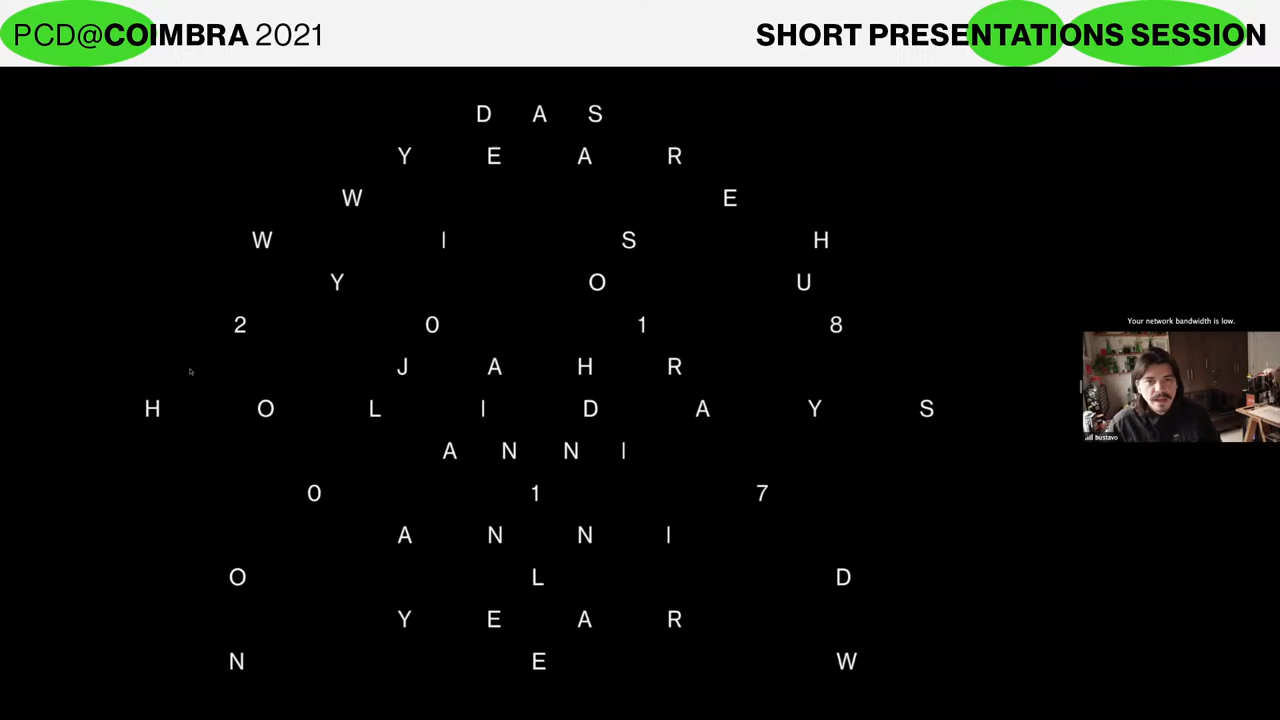 PCD@COIMBRA 2021
SHORT PRESENTATIONS SESSION
D A S
Y E A R
W E
W I S H
Y O U
2 0 1 8
J A H R
H O L I D A Y S
A N N I
0 1 7
A N N I
O L D
Y E A R
N E W
Your network bandwidth is low.